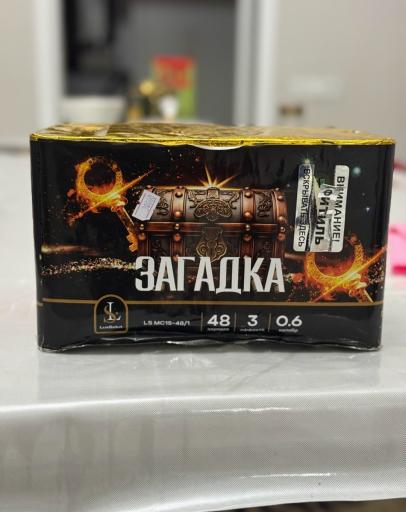 ВНИМАНИЕ!
ФИТИЛЬ
ВСКРЫВАТЬ ЗДЕСЬ
ЗАГАДКА
LS MC15-48/1
48
3
0.6